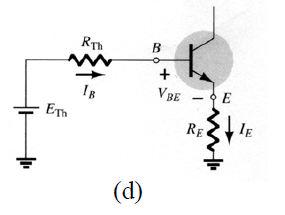 R_Th
B
I_B
+
V_BE
− E
E_Th
R_E I_E
(d)